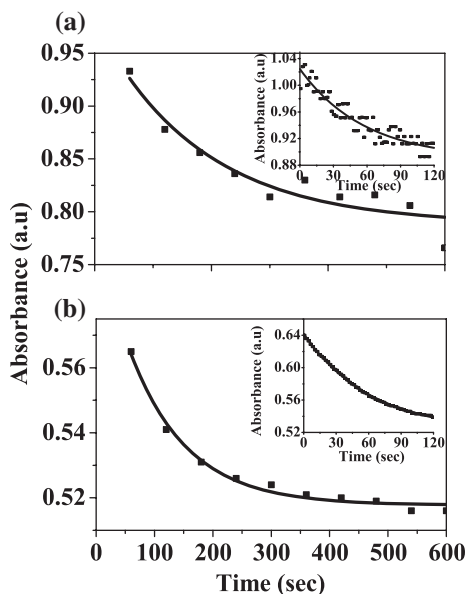 (a)
0.95
0.90
0.85
0.80
0.75
Absorbance (a.u)
1.04
1.00
0.96
0.92
0.88
0 30 60 90 120
Time (sec)
(b)
0.56
0.54
0.52
Absorbance (a.u)
0.64
0.60
0.56
0.52
0 30 60 90 120
Time (sec)
Absorbance (a.u)
0 100 200 300 400 500 600
Time (sec)